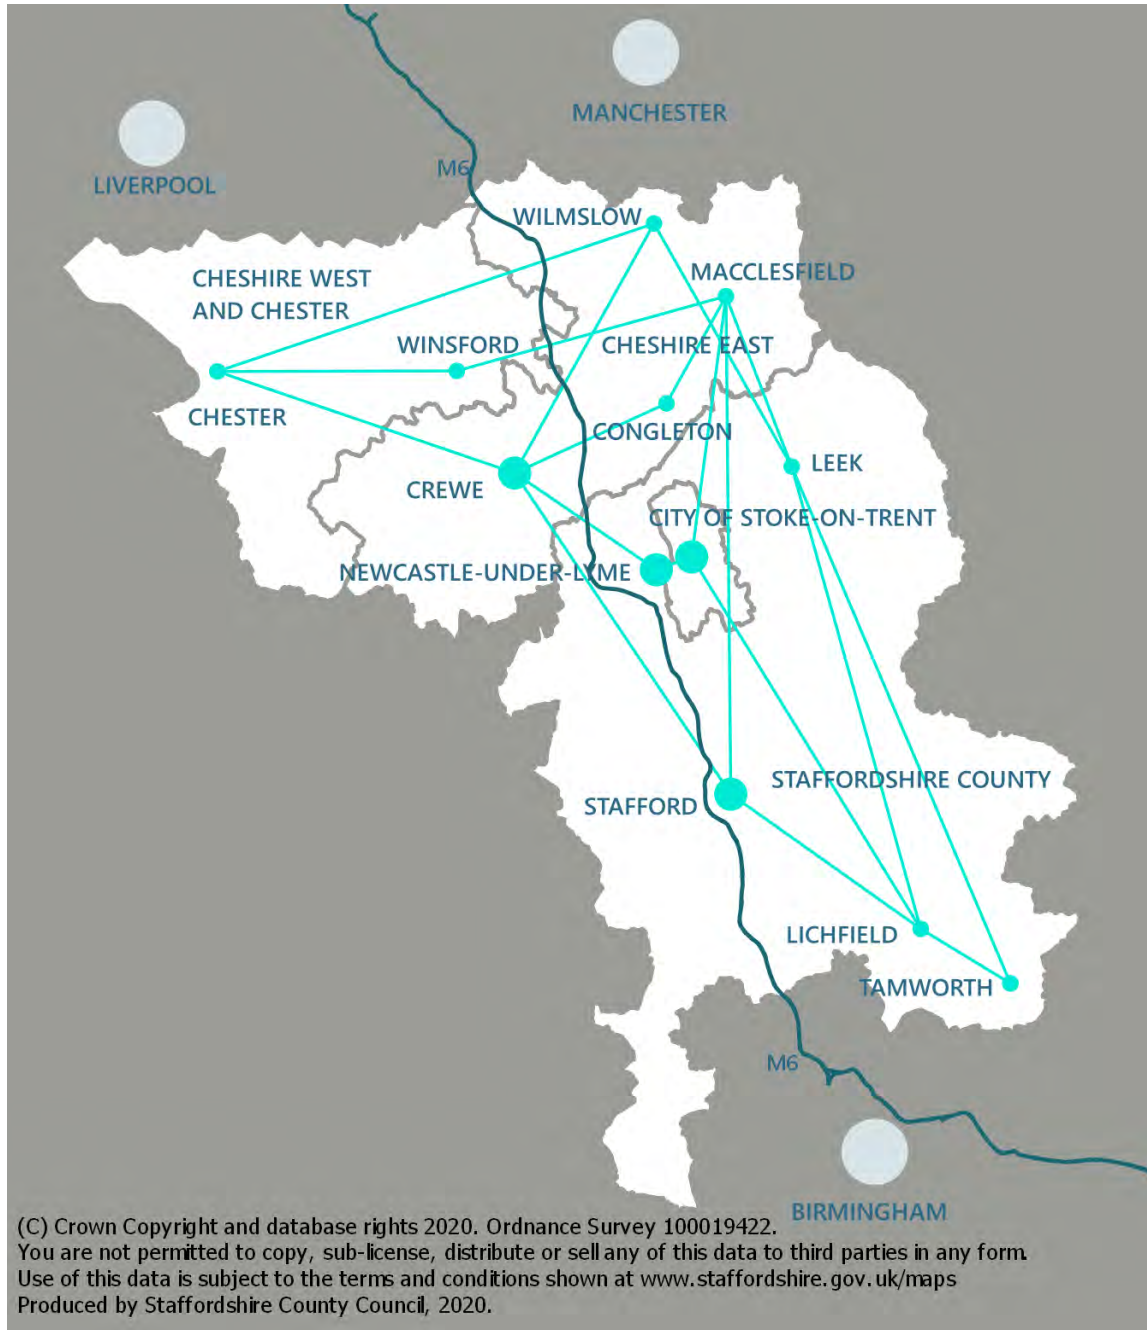 MANCHESTER
LIVERPOOL
M6
WILMSLOW
MACCLESFIELD
CHESHIRE WEST
AND CHESTER
WINSFORD
CHESHIRE EAST
CHESTER
CONGLETON
LEEK
CREWE
CITY OF STOKE-ON-TRENT
NEWCASTLE-UNDER-LYME
STAFFORDSHIRE COUNTY
STAFFORD
LICHFIELD
TAMWORTH
M6
BIRMINGHAM
(C) Crown Copyright and database rights 2020. Ordnance Survey 100019422.
You are not permitted to copy, sub-license, distribute or sell any of this data to third parties in any form.
Use of this data is subject to the terms and conditions shown at www.staffordshire.gov.uk/maps
Produced by Staffordshire County Council, 2020.